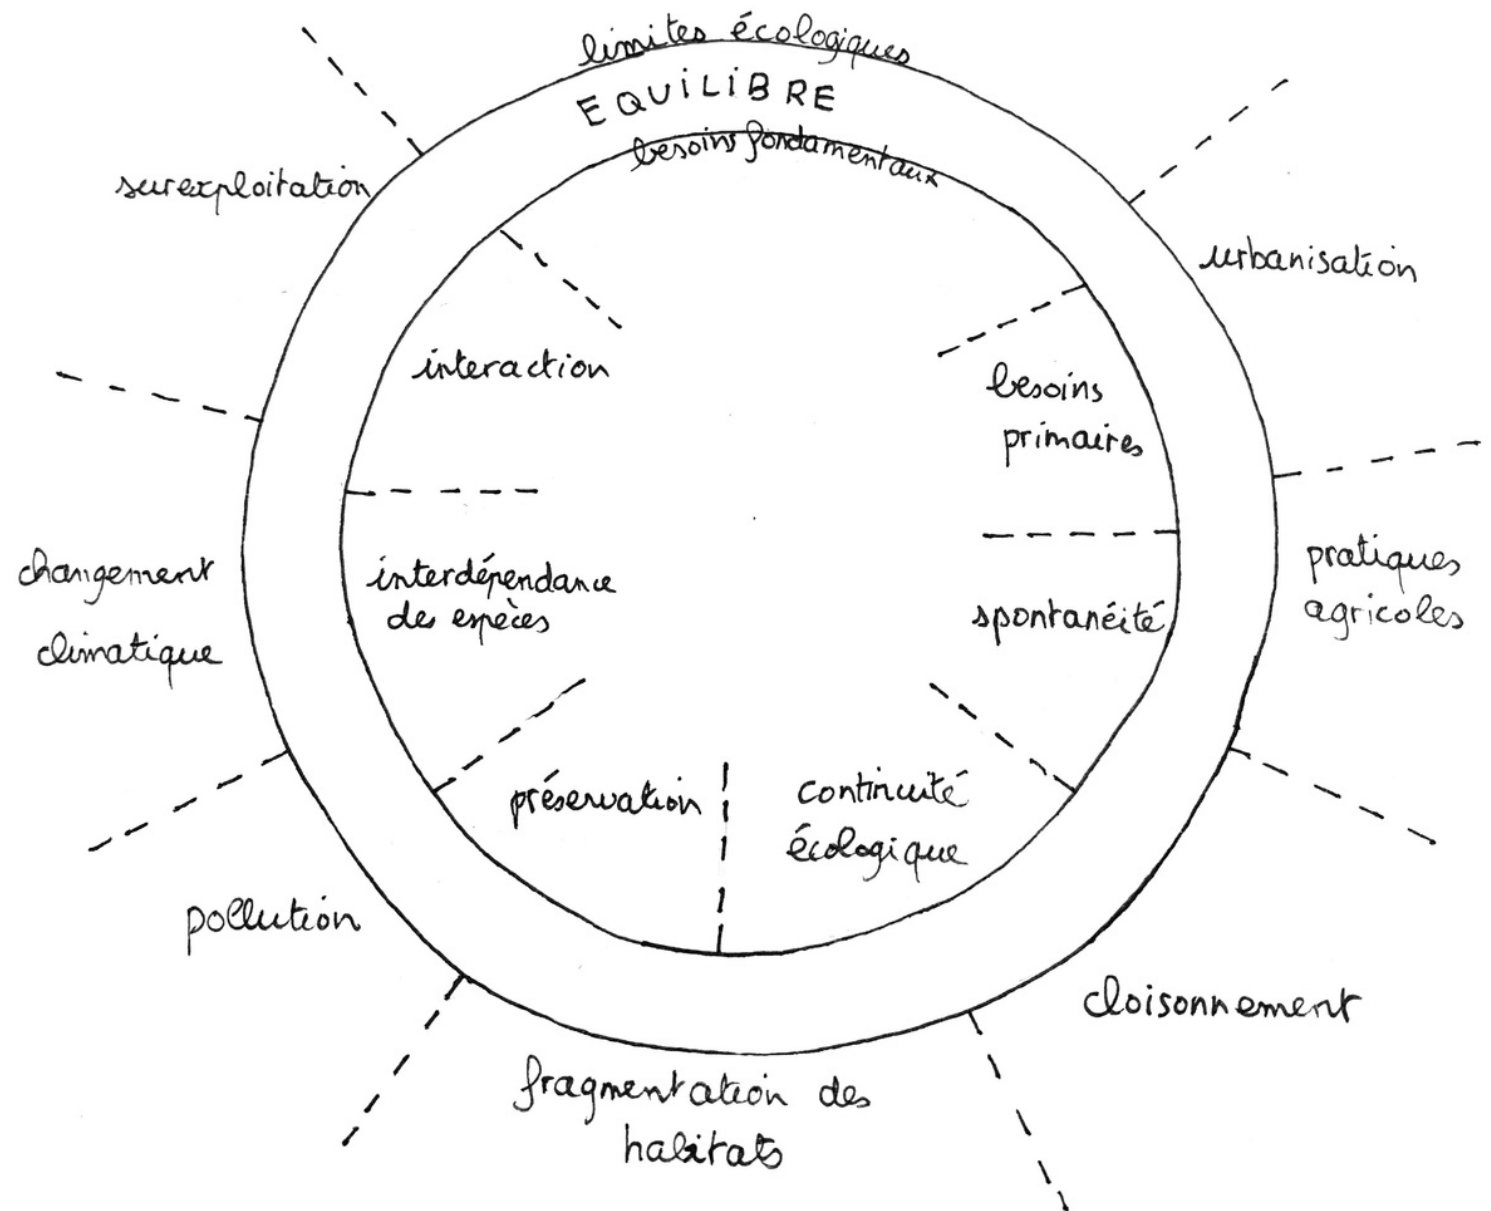 limites écologiques
EQUILIBRE
besoins fondamentaux
surexploitation
urbanisation
interaction
besoins
primaires
changement
climatique
interdépendance
des espèces
spontanéité
pratiques
agricoles
préservation
continuité
écologique
pollution
cloisonnement
fragmentation des
habitats